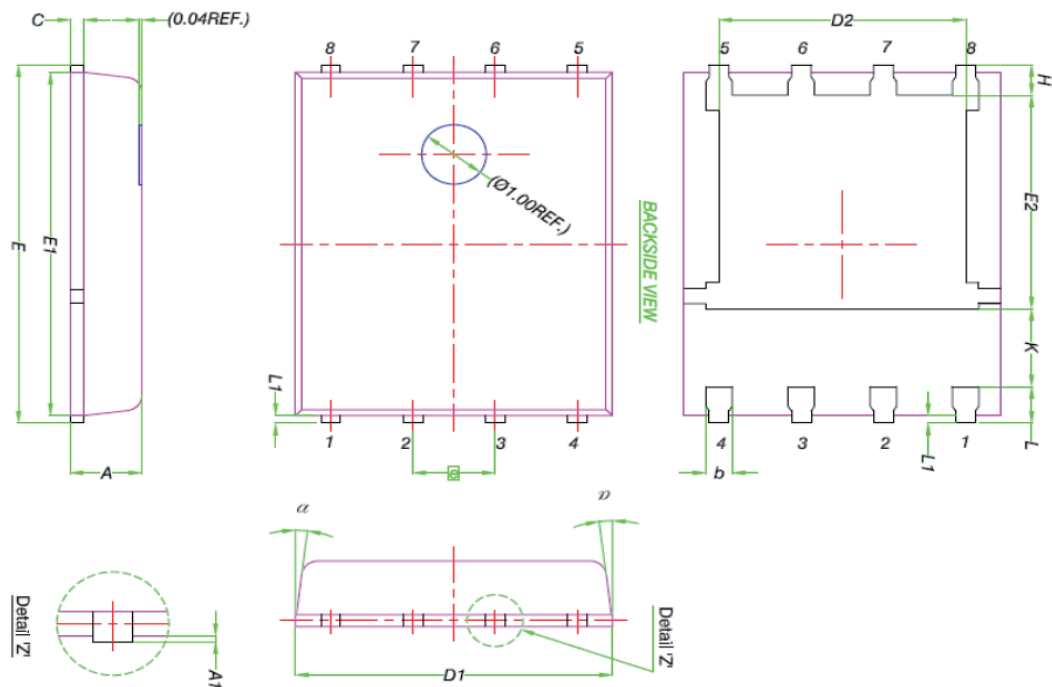 C
(0.04REF.)
E
E1
A
8 7 6 5
(Ø1.00REF.)
L1
1 2 3 4
e
BACKSIDE VIEW
D2
5 6 7 8
H
E2
K
L
4 3 2 1
b
L1
Detail 'Z'
A1
α α
D1
Detail 'Z'